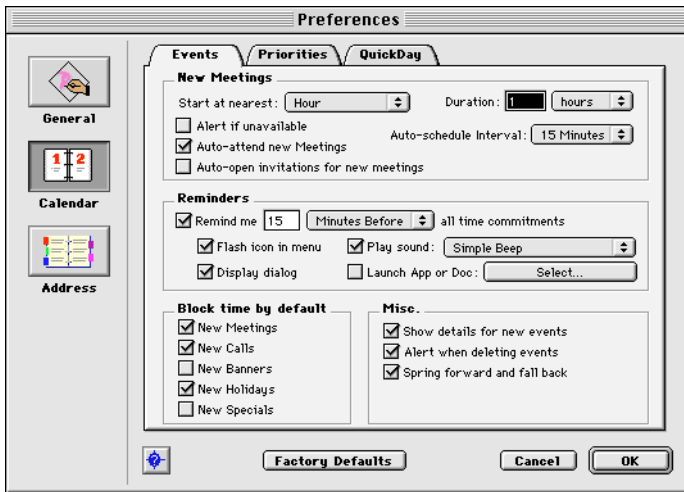 Preferences
General
1 2
Calendar
Address
Events Priorities QuickDay
New Meetings
Start at nearest: Hour Duration: 1 hours
Alert if unavailable
Auto-schedule Interval: 15 Minutes
Auto-attend new Meetings
Auto-open invitations for new meetings
Reminders
Remind me 15 Minutes Before all time commitments
Flash icon in menu Play sound: Simple Beep
Display dialog Launch App or Doc: Select...
Block time by default
New Meetings
New Calls
New Banners
New Holidays
New Specials
Misc.
Show details for new events
Alert when deleting events
Spring forward and fall back
?
Factory Defaults Cancel OK